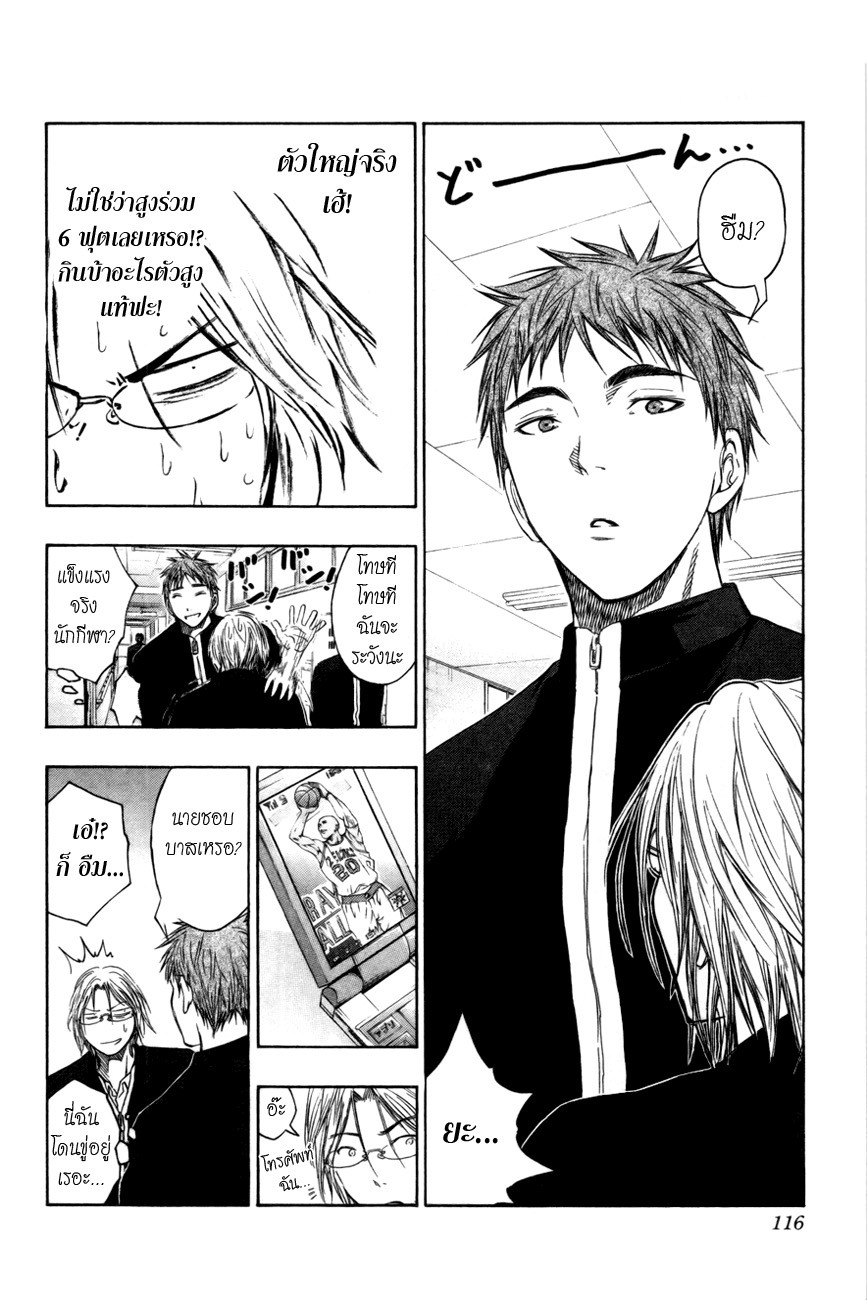 どーん…
ฮืม?
ยะ...
ตัวใหญ่จริง
เฮ้!
ไม่ใช่ว่าสูงร่วม
6 ฟุตเลยเหรอ!?
กินบ้าอะไรตัวสูง
แท้ฟะ!
โทษที
โทษที
ฉันจะ
ระวังนะ
แข็งแรง
จริง
นักกีฬา?
RAY
ALL
20
อ๊ะ
โทรศัพท์
ฉัน...
นายชอบ
บาสเหรอ?
เอ๋!?
ก็ อืม...
นี่ฉัน
โดนขู่อยู่
เรอะ...
116